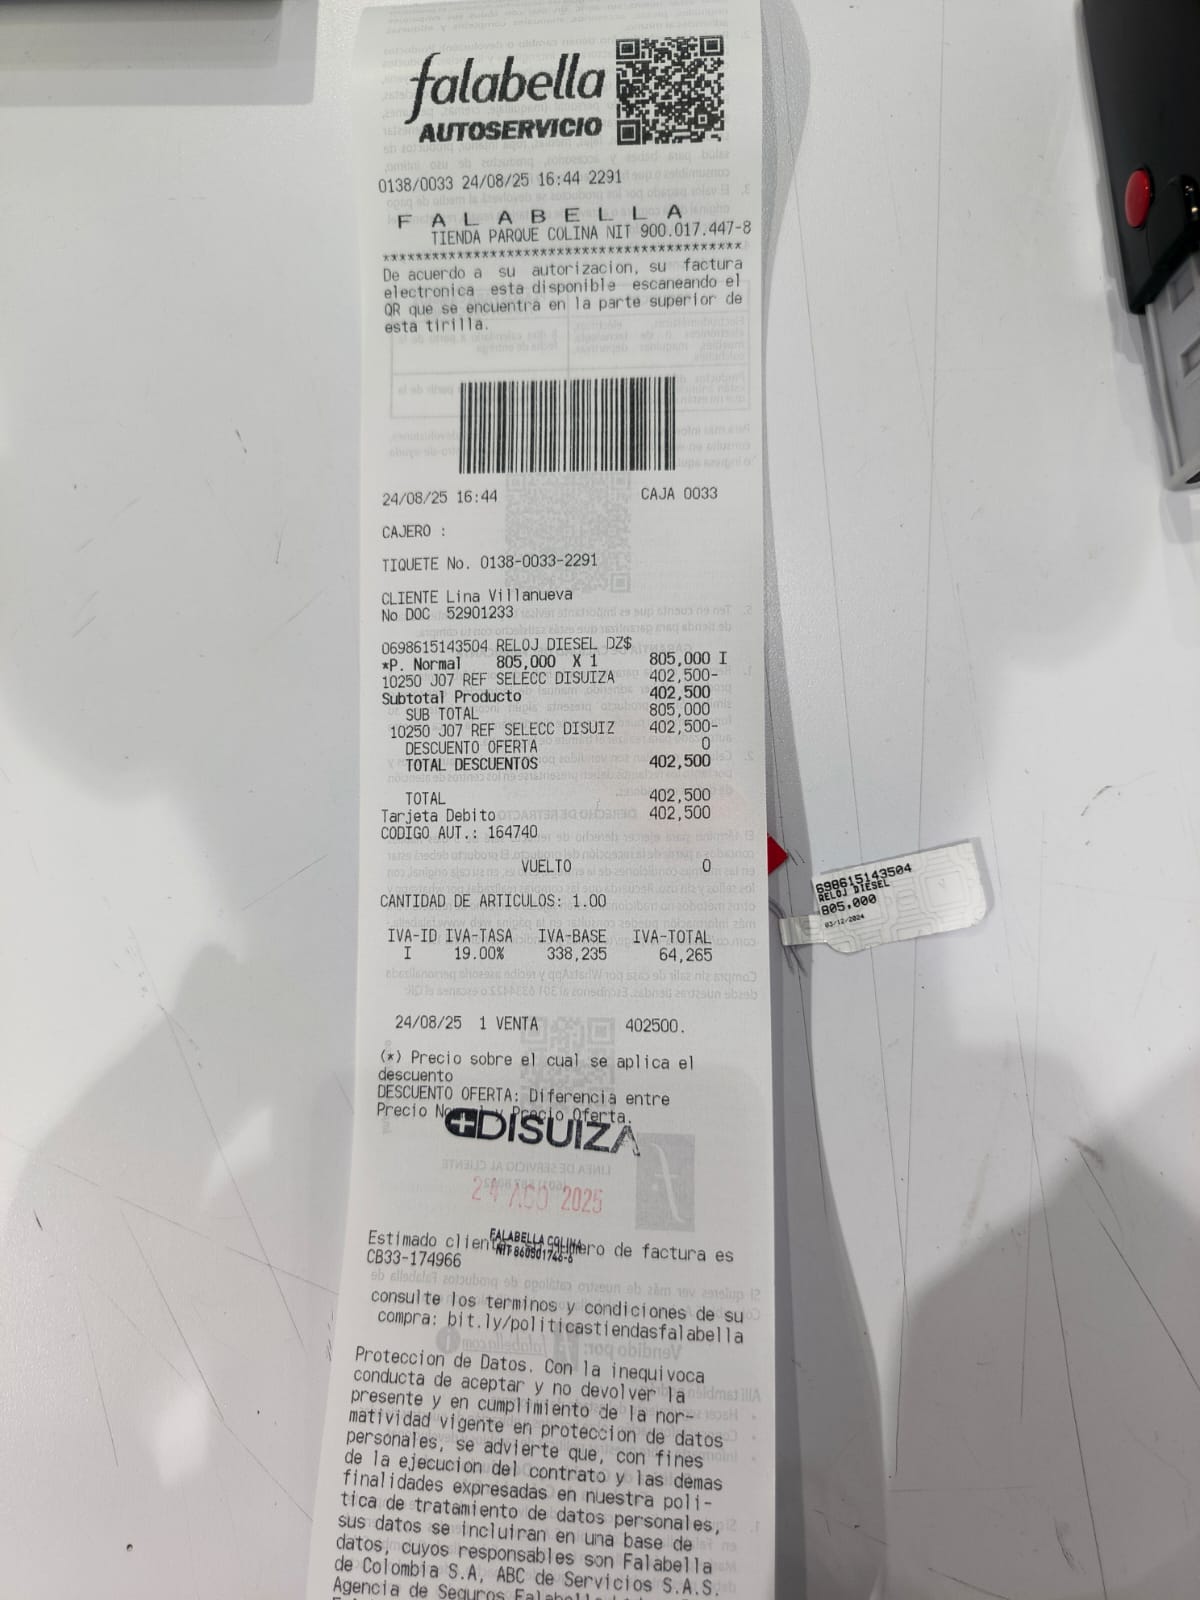 falabella
AUTOSERVICIO
0138/0033 24/08/25 16:44 2291
F A L A B E L L A
TIENDA PARQUE COLINA NIT 900.017.447-8
********************************************
De acuerdo a su autorizacion, su factura
electronica esta disponible escaneando el
QR que se encuentra en la parte superior de
esta tirilla.
24/08/25 16:44 CAJA 0033
CAJERO :
TIQUETE No. 0138-0033-2291
CLIENTE Lina Villanueva
No DOC 52901233
0698615143504 RELOJ DIESEL DZ$
*P. Normal 805,000 X 1 805,000 I
10250 J07 REF SELECC DISUIZA 402,500-
Subtotal Producto 402,500
SUB TOTAL 805,000
10250 J07 REF SELECC DISUIZ 402,500-
DESCUENTO OFERTA 0
TOTAL DESCUENTOS 402,500
TOTAL 402,500
Tarjeta Debito 402,500
CODIGO AUT.: 164740
VUELTO 0
CANTIDAD DE ARTICULOS: 1.00
IVA-ID IVA-TASA IVA-BASE IVA-TOTAL
I 19.00% 338,235 64,265
24/08/25 1 VENTA 402500.
(*) Precio sobre el cual se aplica el
descuento
DESCUENTO OFERTA: Diferencia entre
Precio Normal y Precio Oferta.
DISUIZA
24 AGO 2025
FALABELLA COLINA
NIT 860501746-6
Estimado cliente, su numero de factura es
CB33-174966
consulte los terminos y condiciones de su
compra: bit.ly/politicastiendasfalabella
Proteccion de Datos. Con la inequivoca
conducta de aceptar y no devolver la
presente y en cumplimiento de la nor-
matividad vigente en proteccion de datos
personales, se advierte que, con fines
de la ejecucion del contrato y las demas
finalidades expresadas en nuestra poli-
tica de tratamiento de datos personales,
sus datos se incluiran en una base de
datos, cuyos responsables son Falabella
de Colombia S.A, ABC de Servicios S.A.S.
Agencia de Seguros
698615143504
RELOJ DIESEL
805,000
03/12/2024